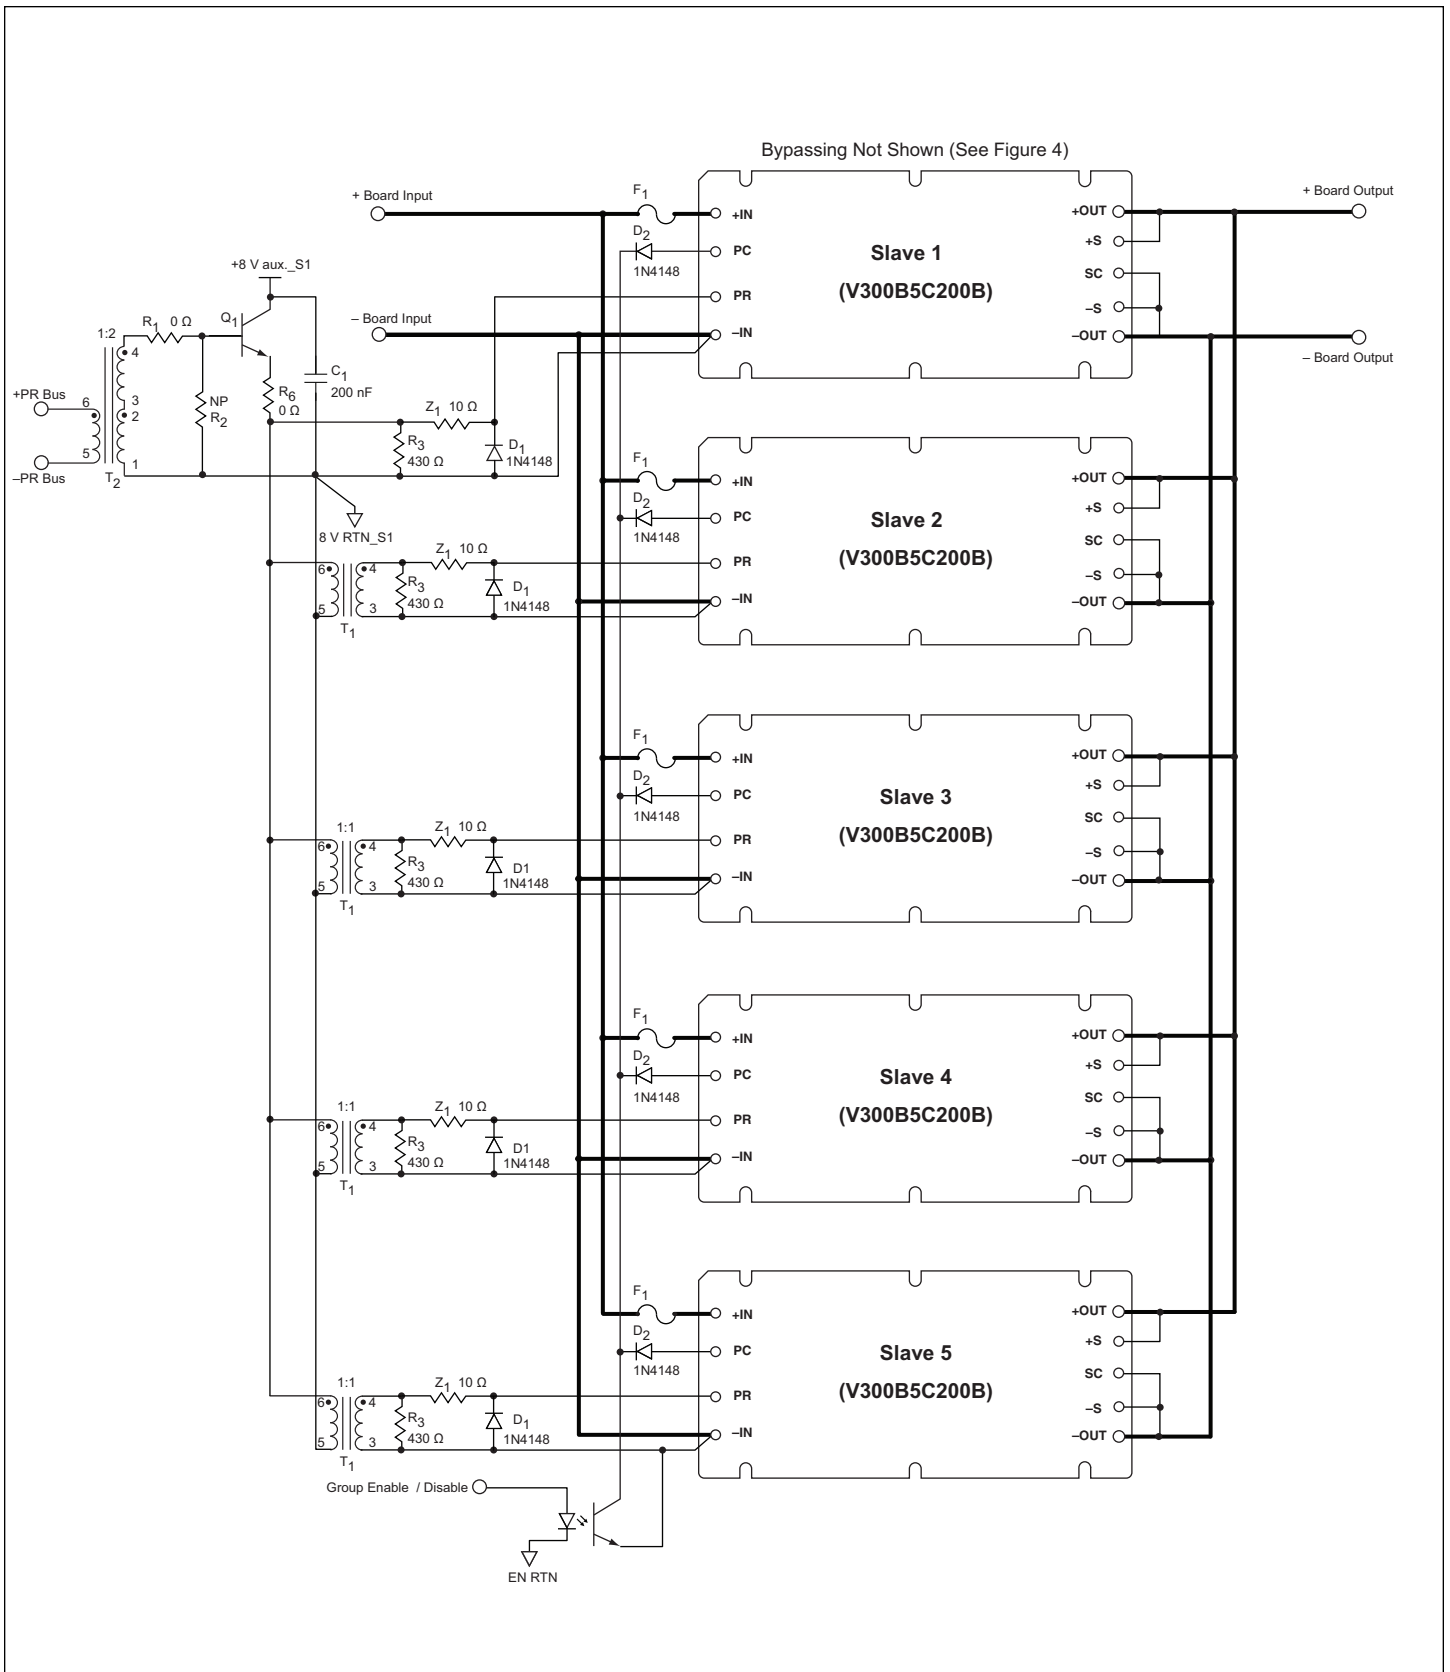 Bypassing Not Shown (See Figure 4)
+ Board Input
F1
+IN
+OUT
+ Board Output
D2
1N4148
PC
+S
Slave 1
(V300B5C200B)
SC
+8 V aux._S1
PR
–S
– Board Input
–IN
–OUT
– Board Output
1:2
R1 0 Ω
Q1
4
C1
200 nF
R6
0 Ω
+PR Bus
6
3
2
NP
R2
Z1 10 Ω
R3
430 Ω
D1
1N4148
5
1
–PR Bus
T2
8 V RTN_S1
F1
+IN
+OUT
D2
1N4148
PC
+S
Slave 2
(V300B5C200B)
SC
Z1 10 Ω
PR
–S
6
4
R3
430 Ω
D1
1N4148
–IN
–OUT
5
3
T1
F1
+IN
+OUT
D2
1N4148
PC
+S
Slave 3
(V300B5C200B)
SC
1:1
Z1 10 Ω
PR
–S
6
4
R3
430 Ω
D1
1N4148
–IN
–OUT
5
3
T1
F1
+IN
+OUT
D2
1N4148
PC
+S
Slave 4
(V300B5C200B)
SC
1:1
Z1 10 Ω
PR
–S
6
4
R3
430 Ω
D1
1N4148
–IN
–OUT
5
3
T1
F1
+IN
+OUT
D2
1N4148
PC
+S
Slave 5
(V300B5C200B)
SC
1:1
Z1 10 Ω
PR
–S
6
4
R3
430 Ω
D1
1N4148
–IN
–OUT
5
3
T1
Group Enable / Disable
EN RTN